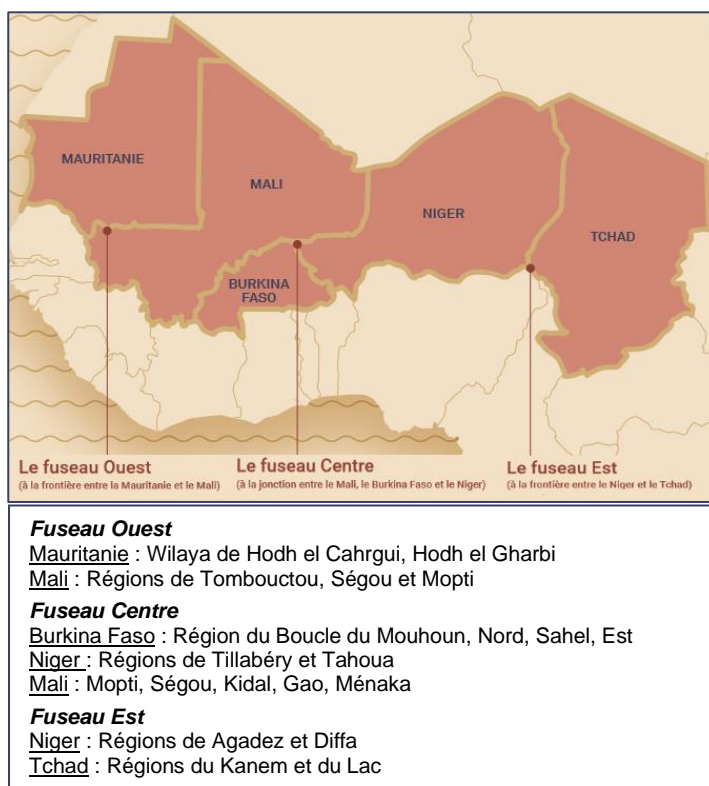 MAURITANIE
MALI
NIGER
TCHAD
BURKINA
FASO
Le fuseau Ouest
(à la frontière entre la Mauritanie et le Mali)
Le fuseau Centre
(à la jonction entre le Mali, le Burkina Faso et le Niger)
Le fuseau Est
(à la frontière entre le Niger et le Tchad)
Fuseau Ouest
Mauritanie : Wilaya de Hodh el Cahrgui, Hodh el Gharbi
Mali : Régions de Tombouctou, Ségou et Mopti
Fuseau Centre
Burkina Faso : Région du Boucle du Mouhoun, Nord, Sahel, Est
Niger : Régions de Tillabéry et Tahoua
Mali : Mopti, Ségou, Kidal, Gao, Ménaka
Fuseau Est
Niger : Régions de Agadez et Diffa
Tchad : Régions du Kanem et du Lac